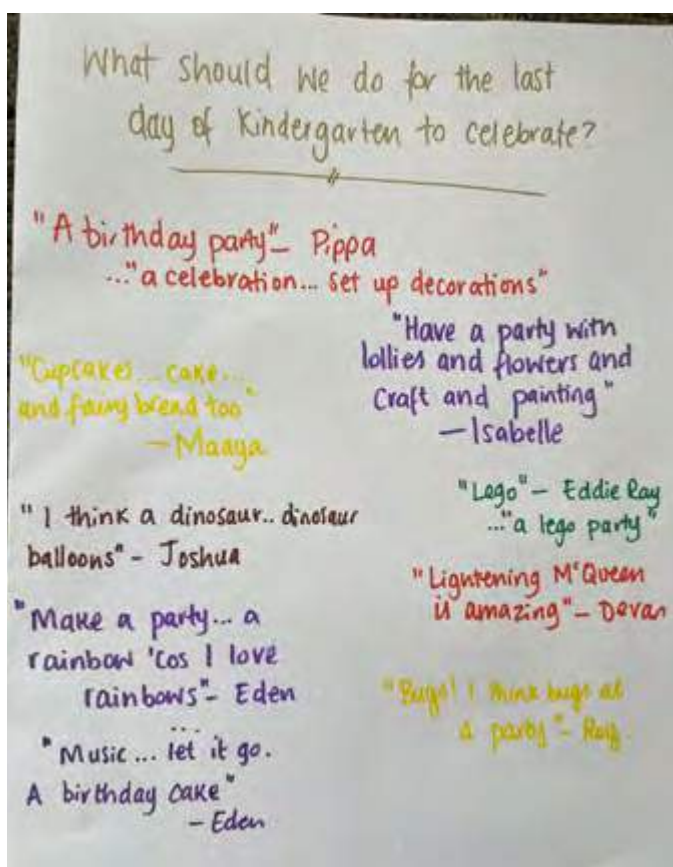 What should we do for the last
day of Kindergarten to celebrate?
"A birthday party" – Pippa
..."a celebration... set up decorations"
"Have a party with
lollies and flowers and
craft and painting"
– Isabelle
"Cupcakes... cake...
and fairy bread too"
– Maaya
"Lego" – Eddie Ray
..."a lego party"
"I think a dinosaur.. dinosaur
balloons" – Joshua
"Lightening McQueen
is amazing" – Devan
"Make a party... a
rainbow 'cos I love
rainbows" – Eden
...
"Music... let it go.
A birthday cake"
– Eden
"Bugs! I think bugs at
a party" –